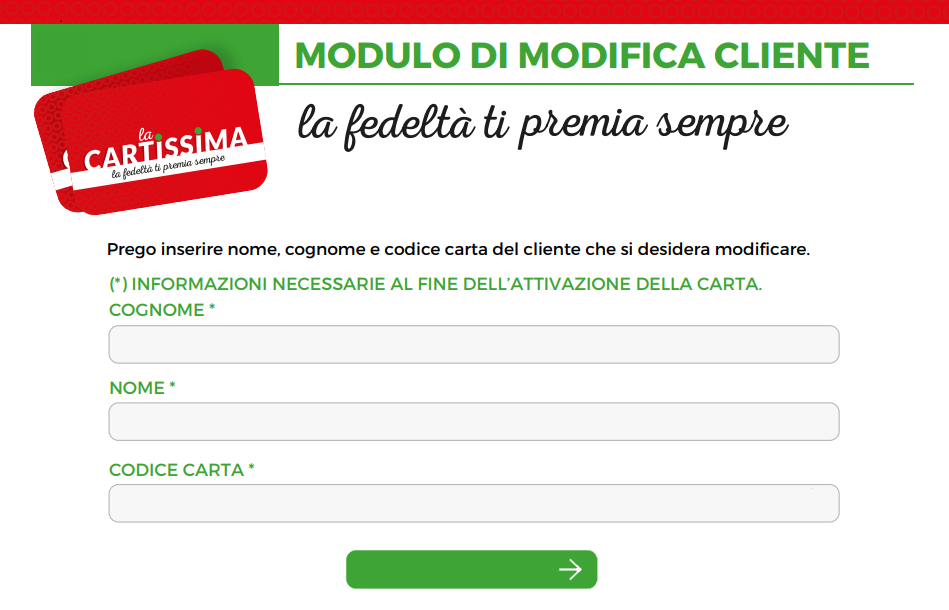 MODULO DI MODIFICA CLIENTE
la fedeltà ti premia sempre
la
CARTISSIMA
la fedeltà ti premia sempre
Prego inserire nome, cognome e codice carta del cliente che si desidera modificare.
(*) INFORMAZIONI NECESSARIE AL FINE DELL'ATTIVAZIONE DELLA CARTA.
COGNOME *
NOME *
CODICE CARTA *